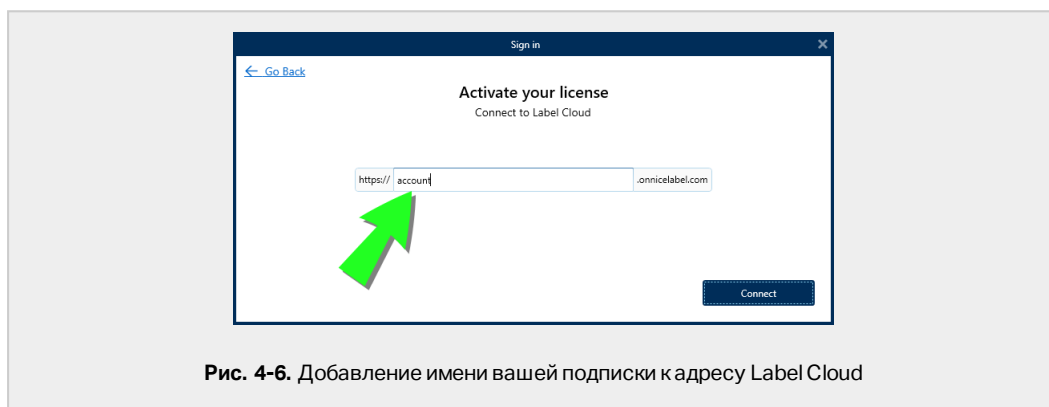 Sign in
← Go Back
Activate your license
Connect to Label Cloud
https:// account .onnicelabel.com
Connect
Рис. 4-6. Добавление имени вашей подписки к адресу Label Cloud